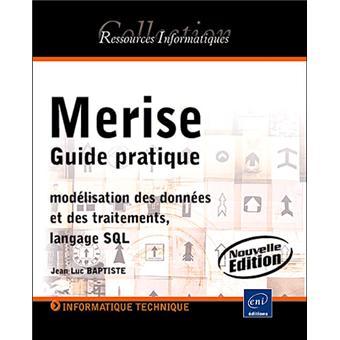 Collection
Ressources Informatiques
Merise
Guide pratique
modélisation des données
et des traitements,
langage SQL
Jean-Luc BAPTISTE
Nouvelle
Edition
INFORMATIQUE TECHNIQUE
eni
éditions